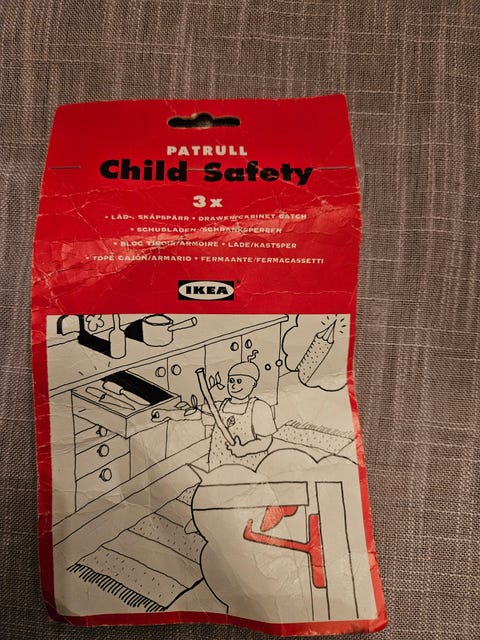 PATRULL
Child Safety
3x
• LÅD-, SKÅPSPÄRR • DRAWER/CABINET CATCH
• SCHUBLADEN-/SCHRANKSPERREN
• BLOC TIROIR/ARMOIRE • LADE/KASTSPER
• TOPE CAJÓN/ARMARIO • FERMAANTE/FERMACASSETTI
IKEA